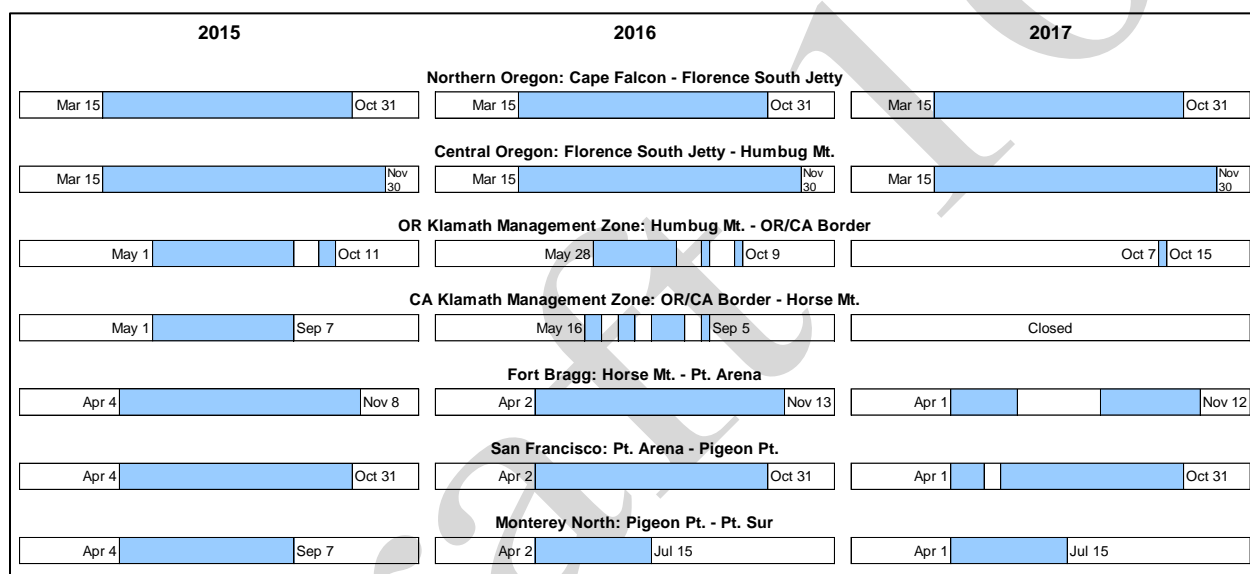 2015 2016 2017
Northern Oregon: Cape Falcon - Florence South Jetty
Mar 15 Oct 31 Mar 15 Oct 31 Mar 15 Oct 31
Central Oregon: Florence South Jetty - Humbug Mt.
Mar 15 Nov 30 Mar 15 Nov 30 Mar 15 Nov 30
OR Klamath Management Zone: Humbug Mt. - OR/CA Border
May 1 Oct 11 May 28 Oct 9 Oct 7 Oct 15
CA Klamath Management Zone: OR/CA Border - Horse Mt.
May 1 Sep 7 May 16 Sep 5 Closed
Fort Bragg: Horse Mt. - Pt. Arena
Apr 4 Nov 8 Apr 2 Nov 13 Apr 1 Nov 12
San Francisco: Pt. Arena - Pigeon Pt.
Apr 4 Oct 31 Apr 2 Oct 31 Apr 1 Oct 31
Monterey North: Pigeon Pt. - Pt. Sur
Apr 4 Sep 7 Apr 2 Jul 15 Apr 1 Jul 15